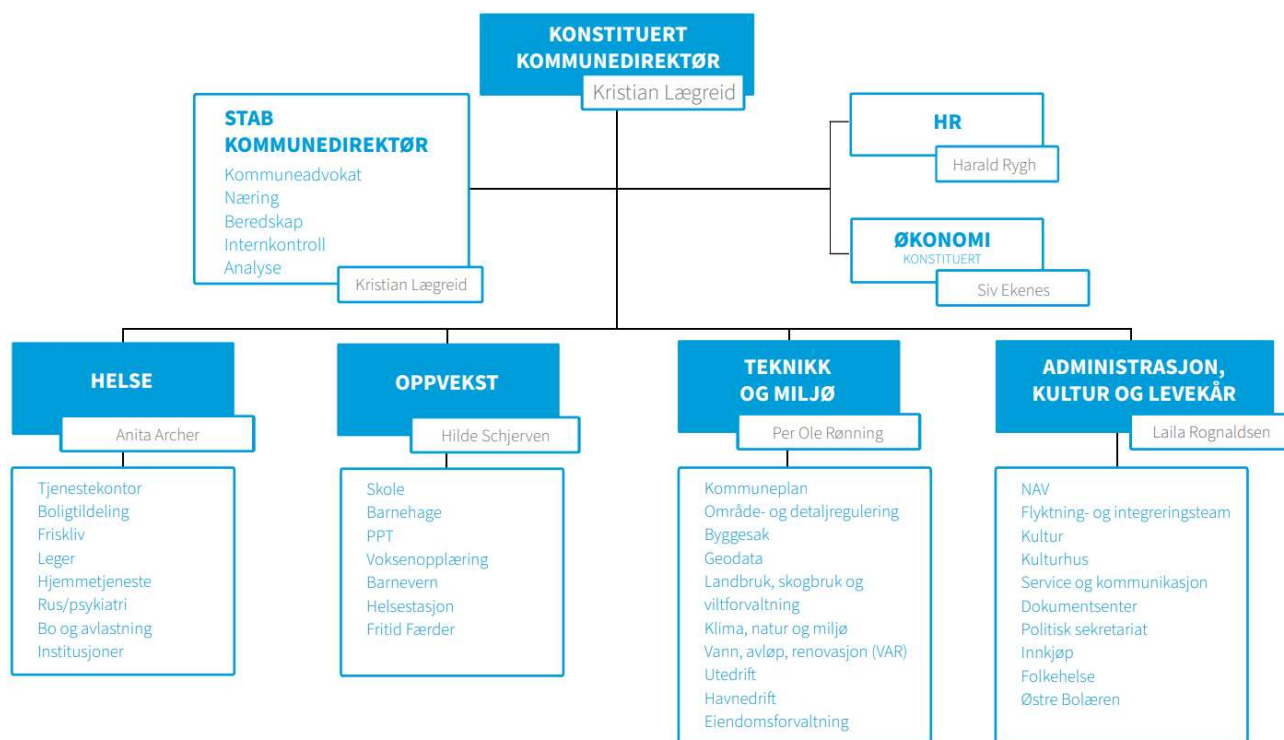 KONSTITUERT
KOMMUNEDIREKTØR
Kristian Lægreid
STAB
KOMMUNEDIREKTØR
Kommuneadvokat
Næring
Beredskap
Internkontroll
Analyse
Kristian Lægreid
HR
Harald Rygh
ØKONOMI
KONSTITUERT
Siv Ekenes
HELSE
Anita Archer
Tjenestekontor
Boligtildeling
Friskliv
Leger
Hjemmetjeneste
Rus/psykiatri
Bo og avlastning
Institusjoner
OPPVEKST
Hilde Schjerven
Skole
Barnehage
PPT
Voksenopplæring
Barnevern
Helsestasjon
Fritid Færder
TEKNIKK
OG MILJØ
Per Ole Rønning
Kommuneplan
Område- og detaljregulering
Byggesak
Geodata
Landbruk, skogbruk og
viltforvaltning
Klima, natur og miljø
Vann, avløp, renovasjon (VAR)
Utedrift
Havnedrift
Eiendomsforvaltning
ADMINISTRASJON,
KULTUR OG LEVEKÅR
Laila Rognaldsen
NAV
Flyktning- og integreringsteam
Kultur
Kulturhus
Service og kommunikasjon
Dokumentsenter
Politisk sekretariat
Innkjøp
Folkehelse
Østre Bolæren